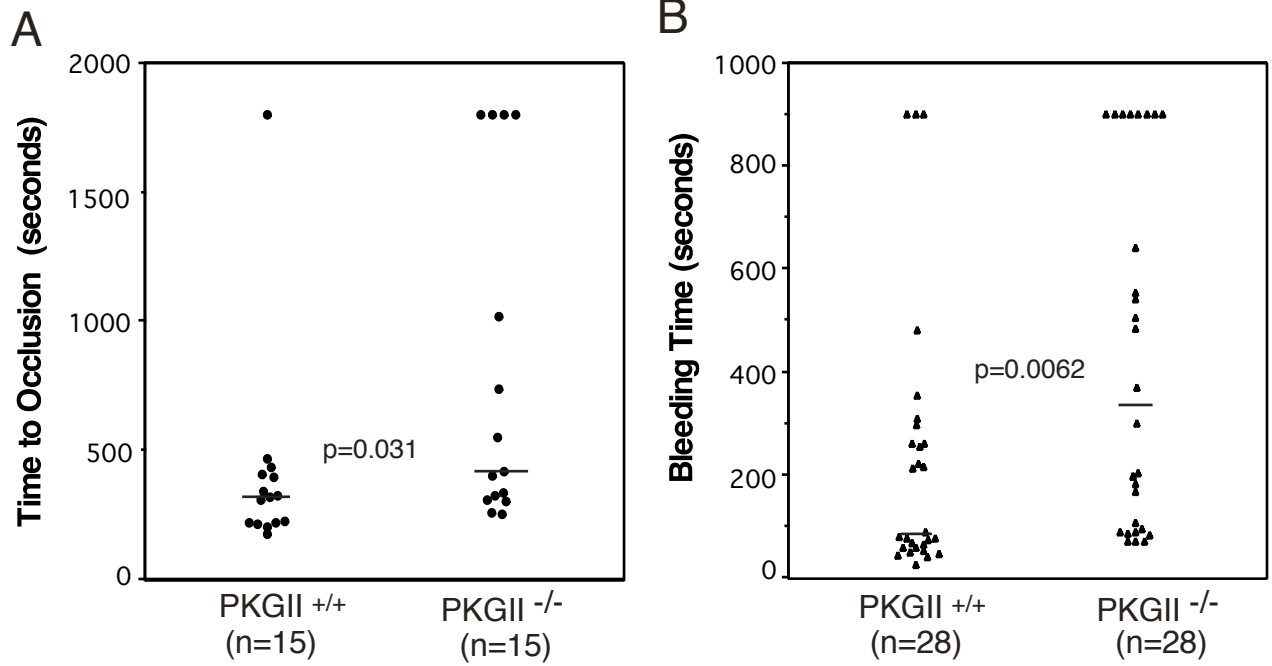 A
Time to Occlusion (seconds)
2000
1500
1000
500
0
p=0.031
PKGII +/+
(n=15)
PKGII -/-
(n=15)
B
Bleeding Time (seconds)
1000
800
600
400
200
0
p=0.0062
PKGII +/+
(n=28)
PKGII -/-
(n=28)